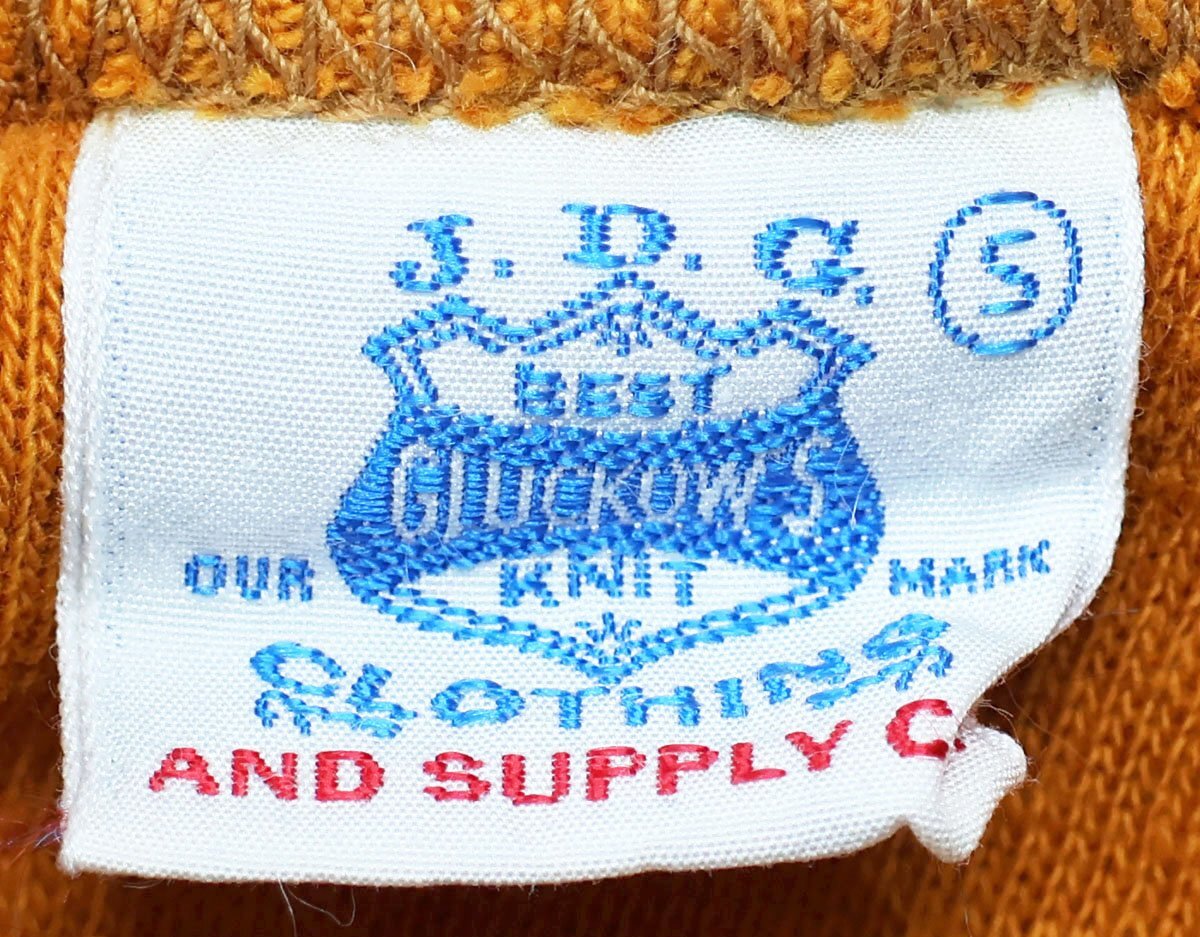 J. D. G. S
BEST
GLUCKOW'S
OUR KNIT MARK
CLOTHING
AND SUPPLY C